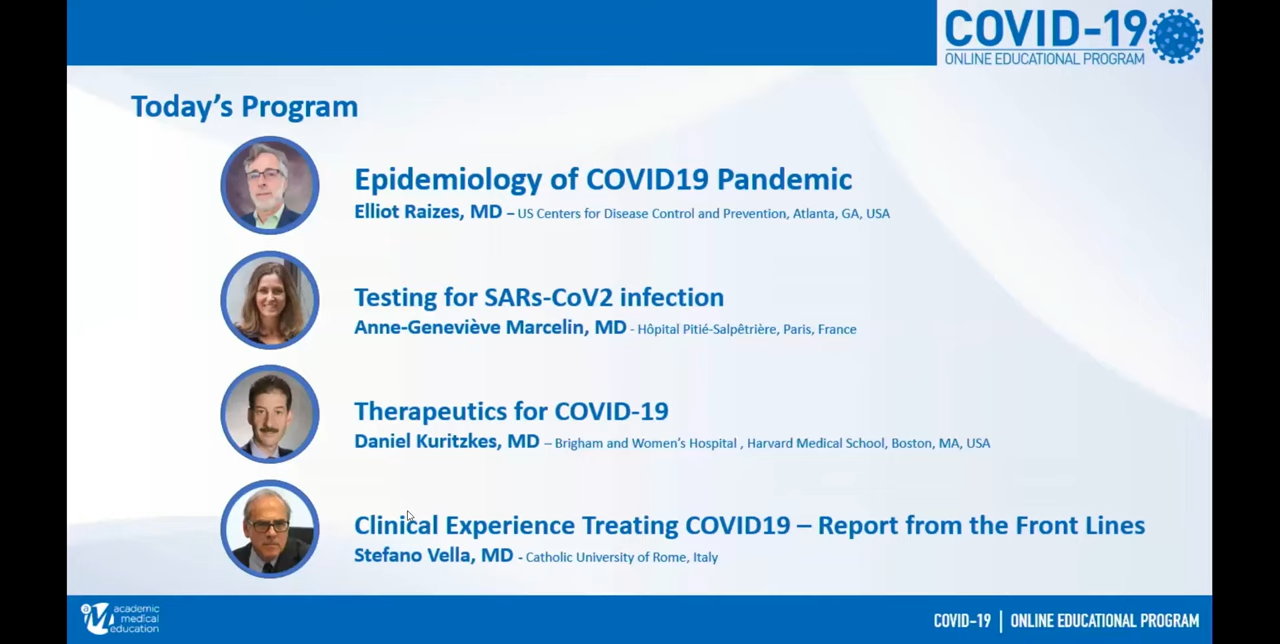 COVID-19
ONLINE EDUCATIONAL PROGRAM
Today's Program
Epidemiology of COVID19 Pandemic
Elliot Raizes, MD – US Centers for Disease Control and Prevention, Atlanta, GA, USA
Testing for SARs-CoV2 infection
Anne-Geneviève Marcelin, MD - Hôpital Pitié-Salpêtrière, Paris, France
Therapeutics for COVID-19
Daniel Kuritzkes, MD – Brigham and Women's Hospital , Harvard Medical School, Boston, MA, USA
Clinical Experience Treating COVID19 – Report from the Front Lines
Stefano Vella, MD - Catholic University of Rome, Italy
aM academic
medical
education
COVID-19 | ONLINE EDUCATIONAL PROGRAM